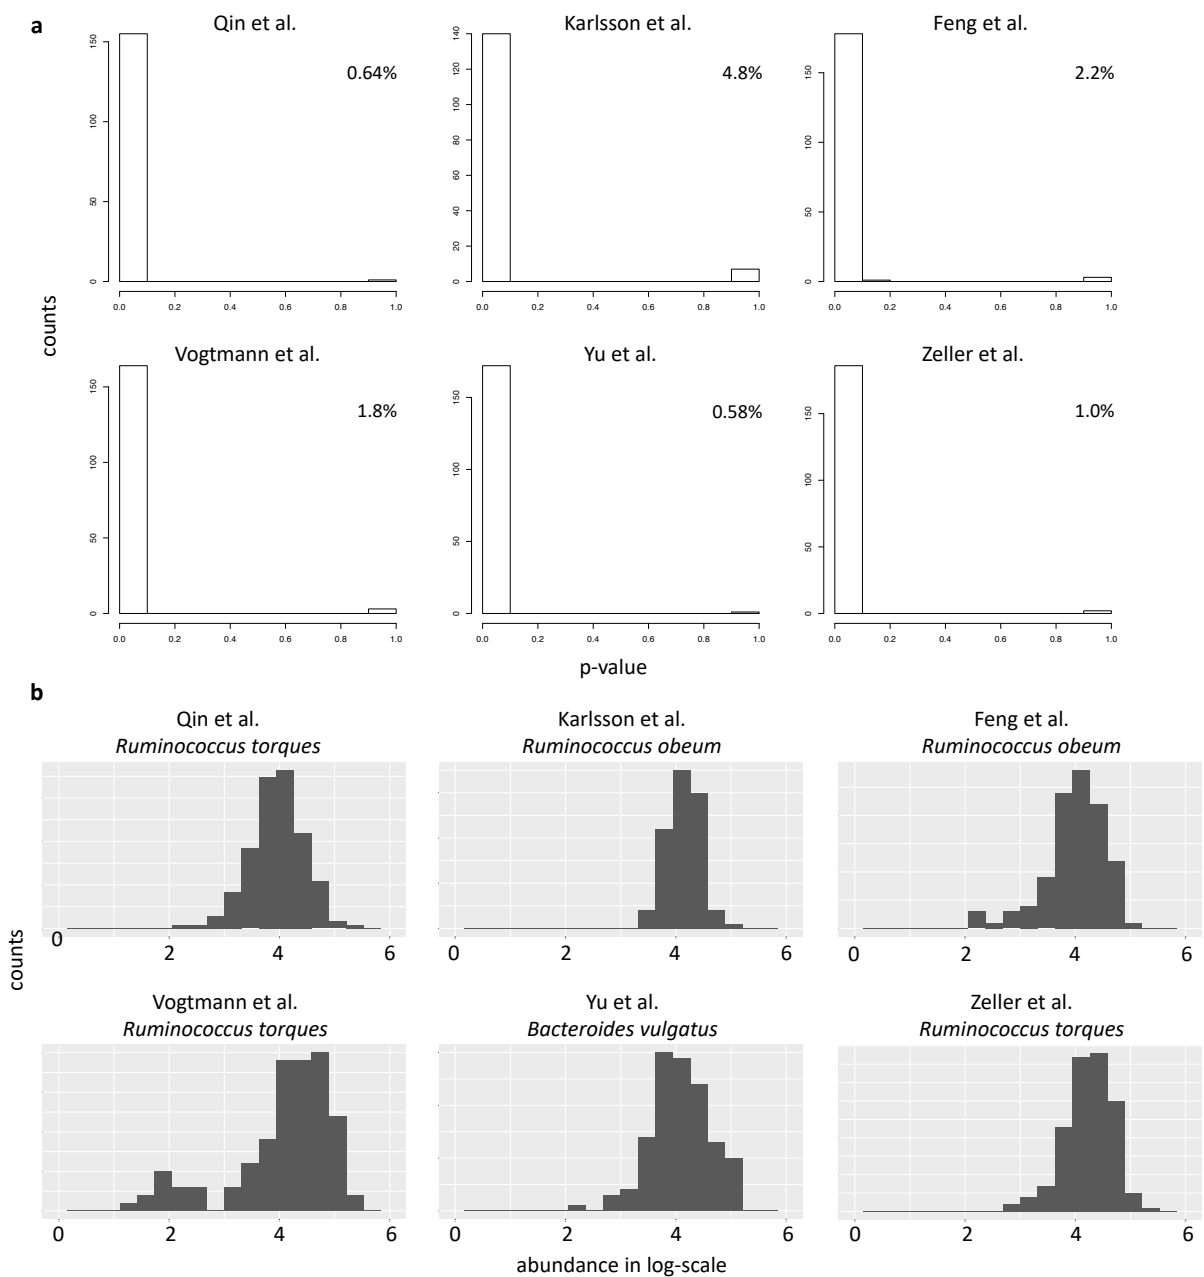 a
Qin et al.
Karlsson et al.
Feng et al.
0.64%
4.8%
2.2%
0 50 100 150
0 20 40 60 80 100 120 140
0 50 100 150
0.0 0.2 0.4 0.6 0.8 1.0
0.0 0.2 0.4 0.6 0.8 1.0
0.0 0.2 0.4 0.6 0.8 1.0
counts
Vogtmann et al.
Yu et al.
Zeller et al.
1.8%
0.58%
1.0%
0 50 100 150
0 50 100 150
0 50 100 150
0.0 0.2 0.4 0.6 0.8 1.0
0.0 0.2 0.4 0.6 0.8 1.0
0.0 0.2 0.4 0.6 0.8 1.0
p-value
b
Qin et al.
Ruminococcus torques
Karlsson et al.
Ruminococcus obeum
Feng et al.
Ruminococcus obeum
0 2 4 6
0 2 4 6
0 2 4 6
counts
Vogtmann et al.
Ruminococcus torques
Yu et al.
Bacteroides vulgatus
Zeller et al.
Ruminococcus torques
0 2 4 6
0 2 4 6
0 2 4 6
abundance in log-scale